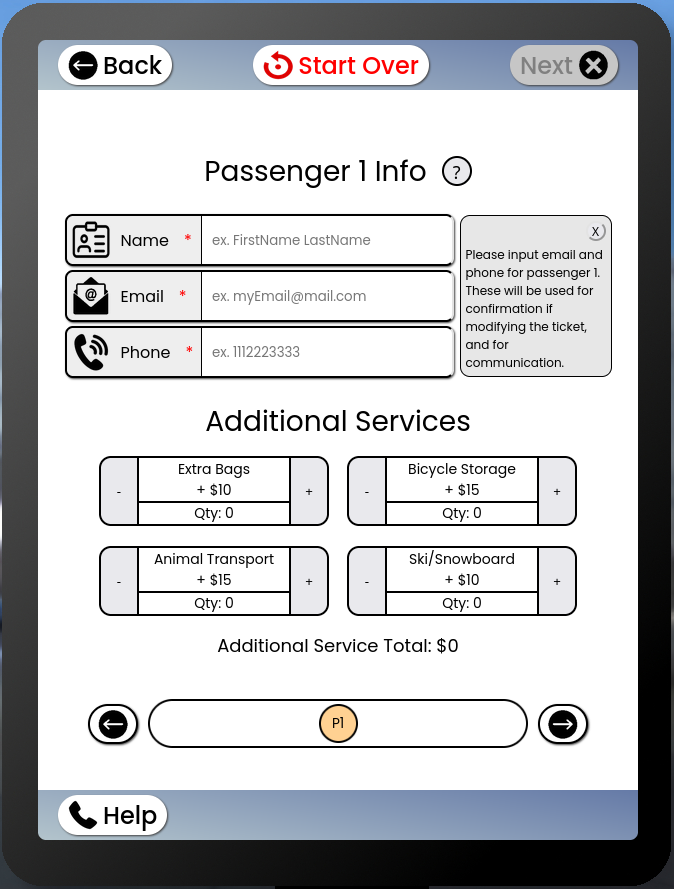 Back
Start Over
Next
Passenger 1 Info ?
Name *
ex. FirstName LastName
Email *
ex. myEmail@mail.com
Phone *
ex. 1112223333
X
Please input email and
phone for passenger 1.
These will be used for
confirmation if
modifying the ticket,
and for
communication.
Additional Services
-
Extra Bags
+ $10
Qty: 0
+
-
Bicycle Storage
+ $15
Qty: 0
+
-
Animal Transport
+ $15
Qty: 0
+
-
Ski/Snowboard
+ $10
Qty: 0
+
Additional Service Total: $0
P1
Help